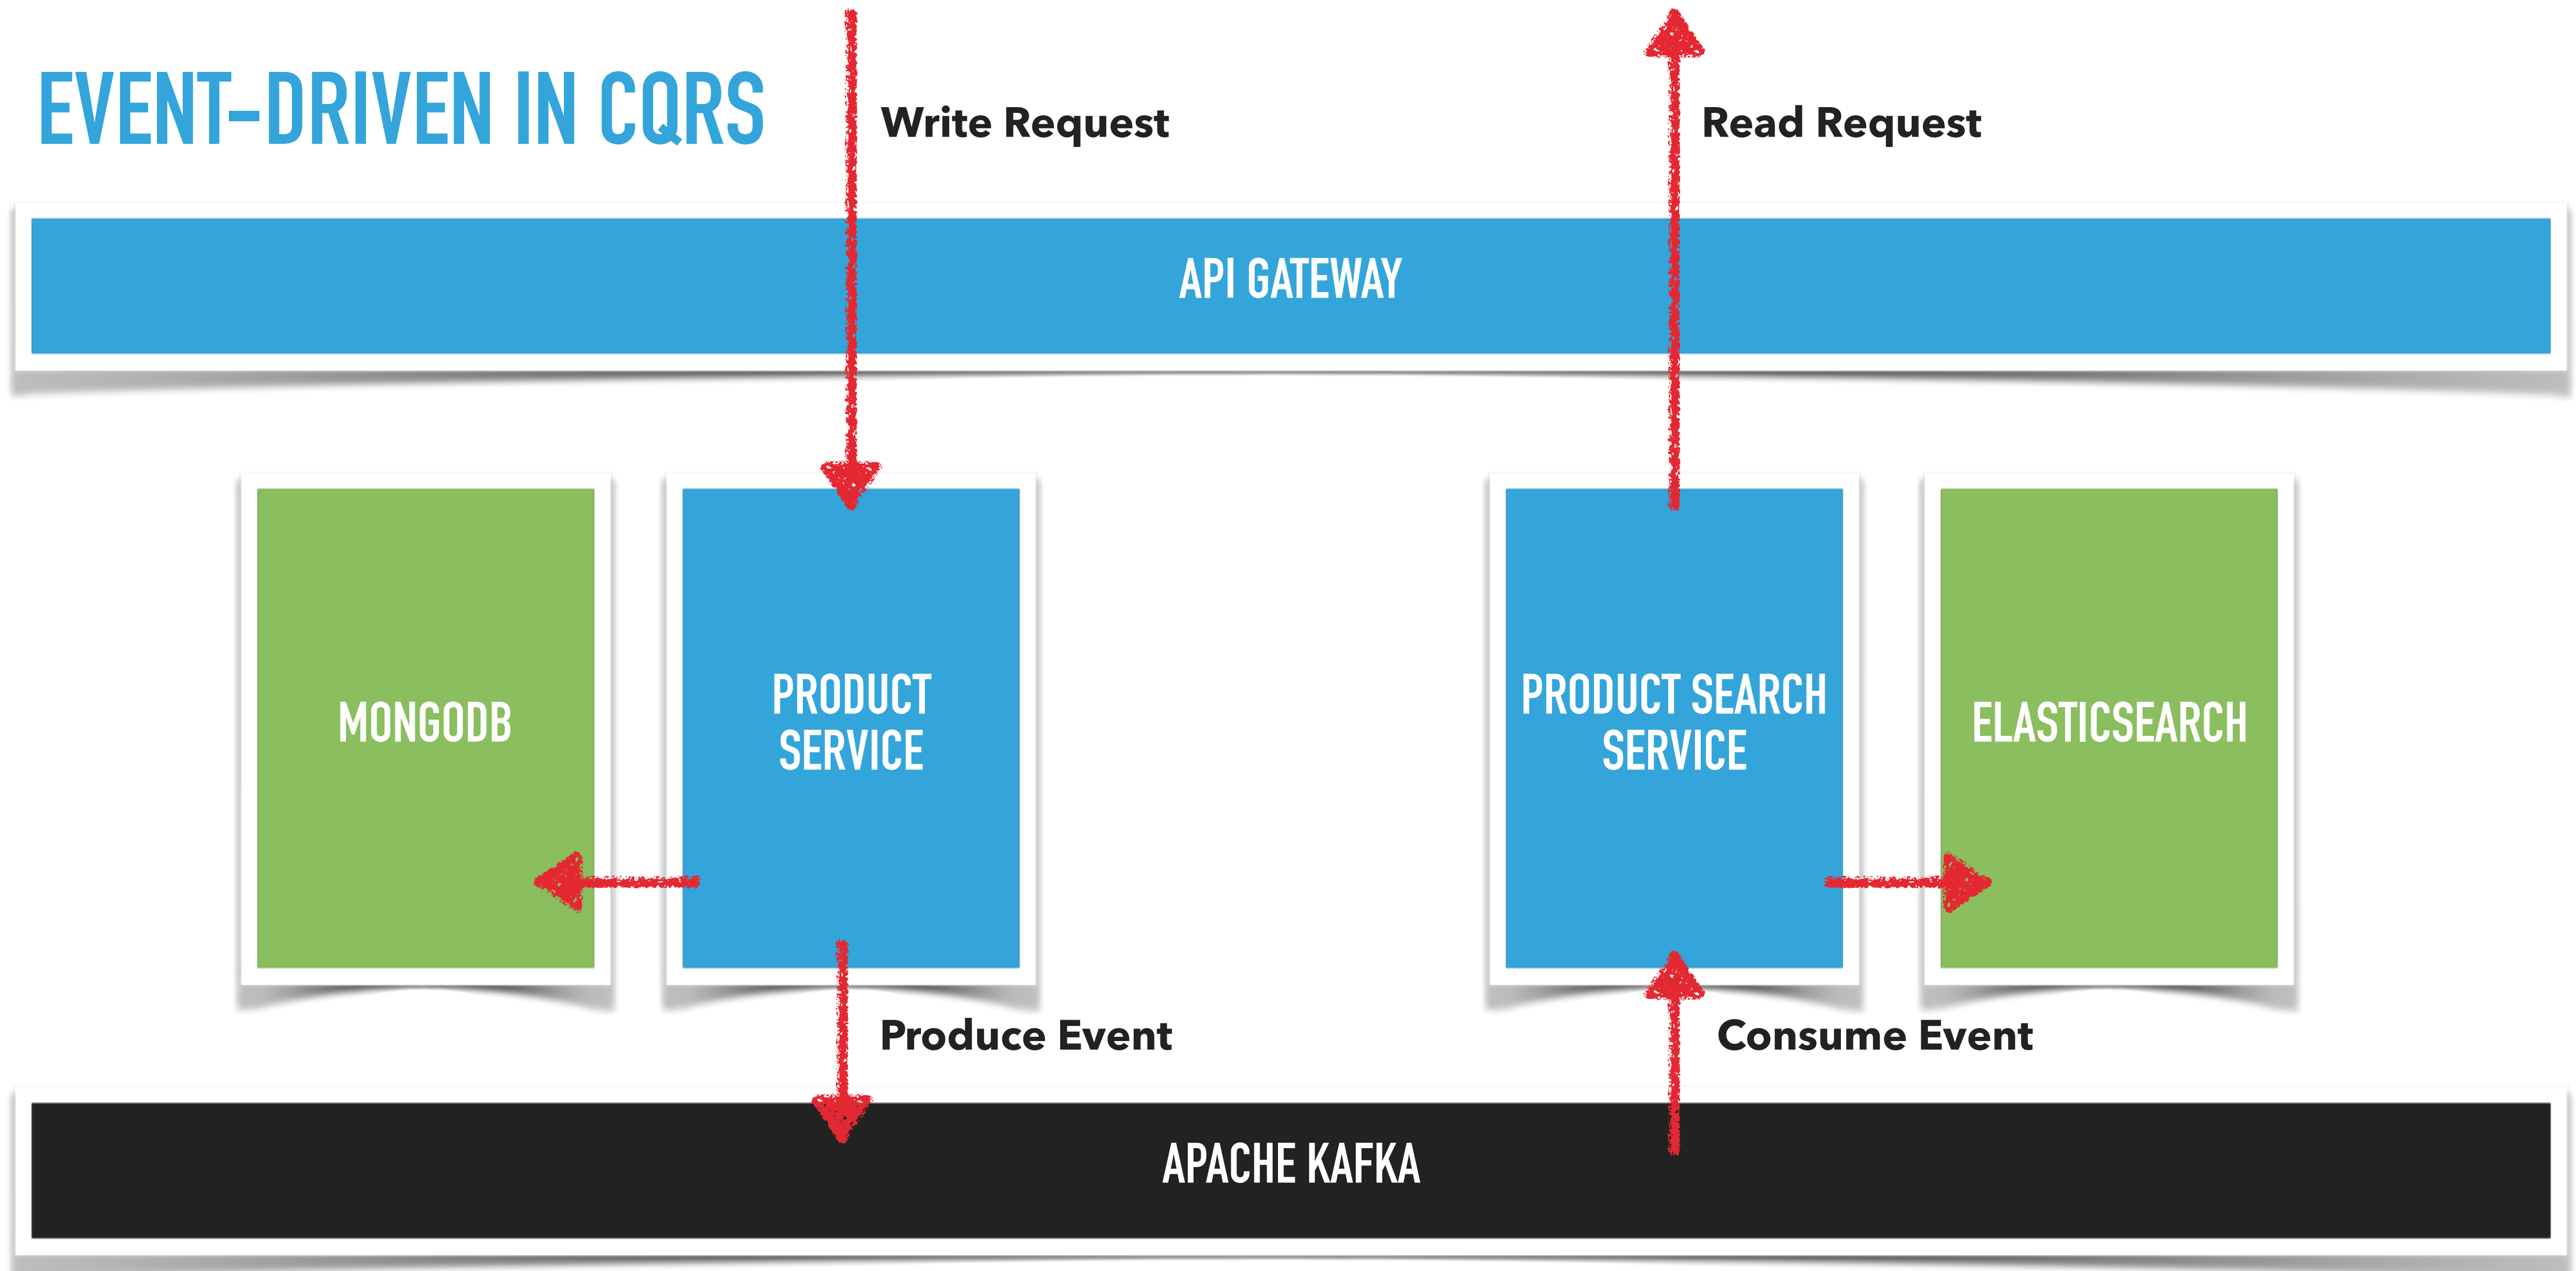 EVENT-DRIVEN IN CQRS
Write Request
Read Request
API GATEWAY
MONGODB
PRODUCT
SERVICE
PRODUCT SEARCH
SERVICE
ELASTICSEARCH
Produce Event
Consume Event
APACHE KAFKA